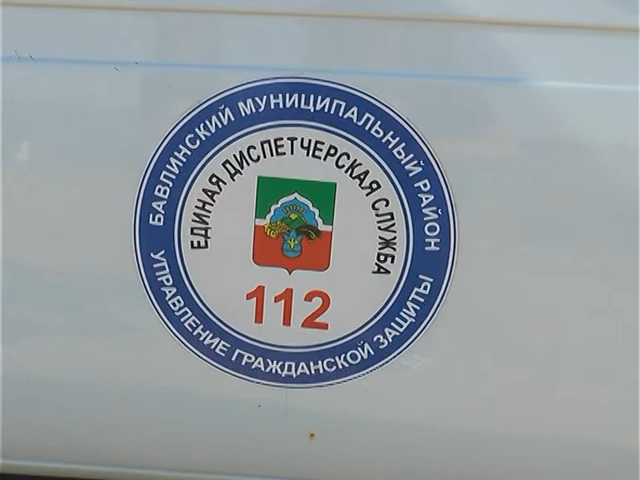 БАВЛИНСКИЙ МУНИЦИПАЛЬНЫЙ РАЙОН
ЕДИНАЯ ДИСПЕТЧЕРСКАЯ СЛУЖБА
112
УПРАВЛЕНИЕ ГРАЖДАНСКОЙ ЗАЩИТЫ